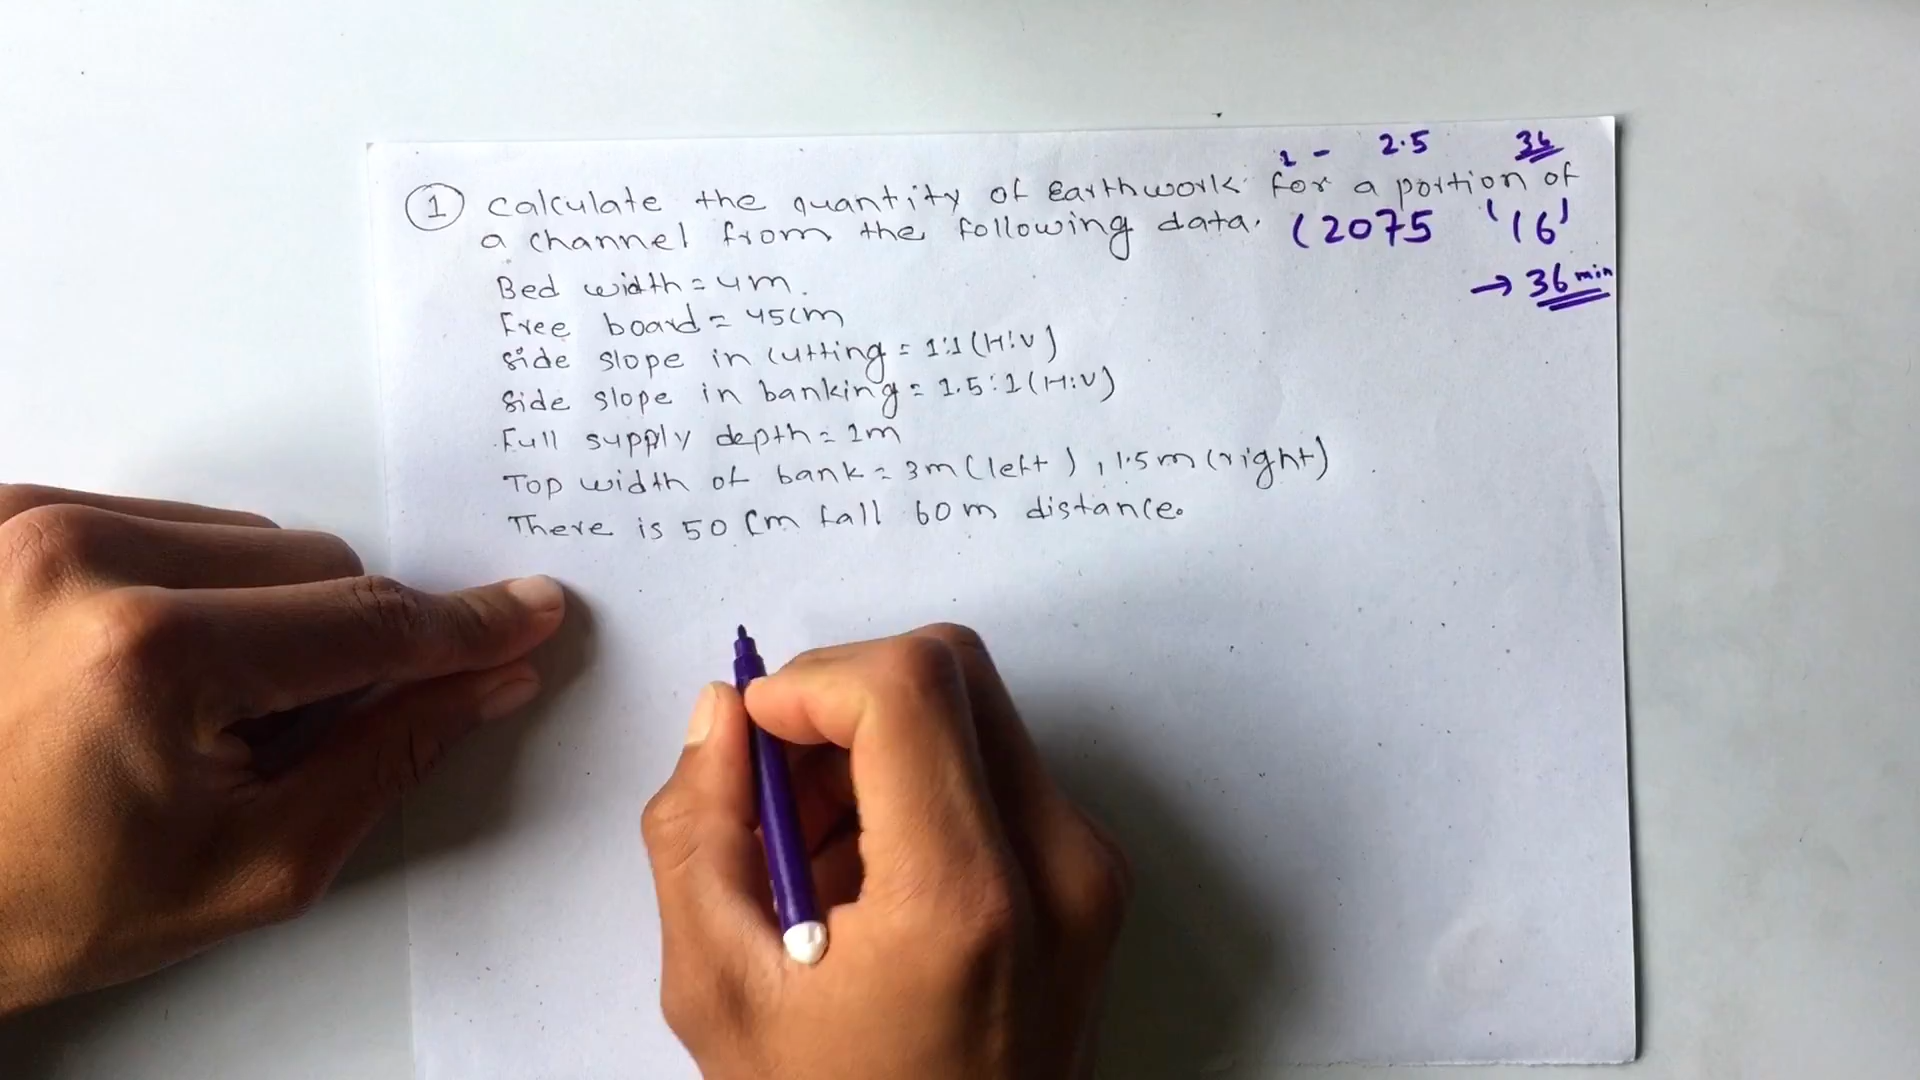 1 - 2.5 36
① Calculate the quantity of Earthwork for a portion of
a channel from the following data. (2075 '16'
→ 36 min
Bed width = 4m.
Free board = 45cm
Side slope in cutting = 1:1 (H:V)
Side slope in banking = 1.5:1 (H:V)
Full supply depth = 1m
Top width of bank = 3m (left), 1.5m (right)
There is 50 cm fall 60m distance.